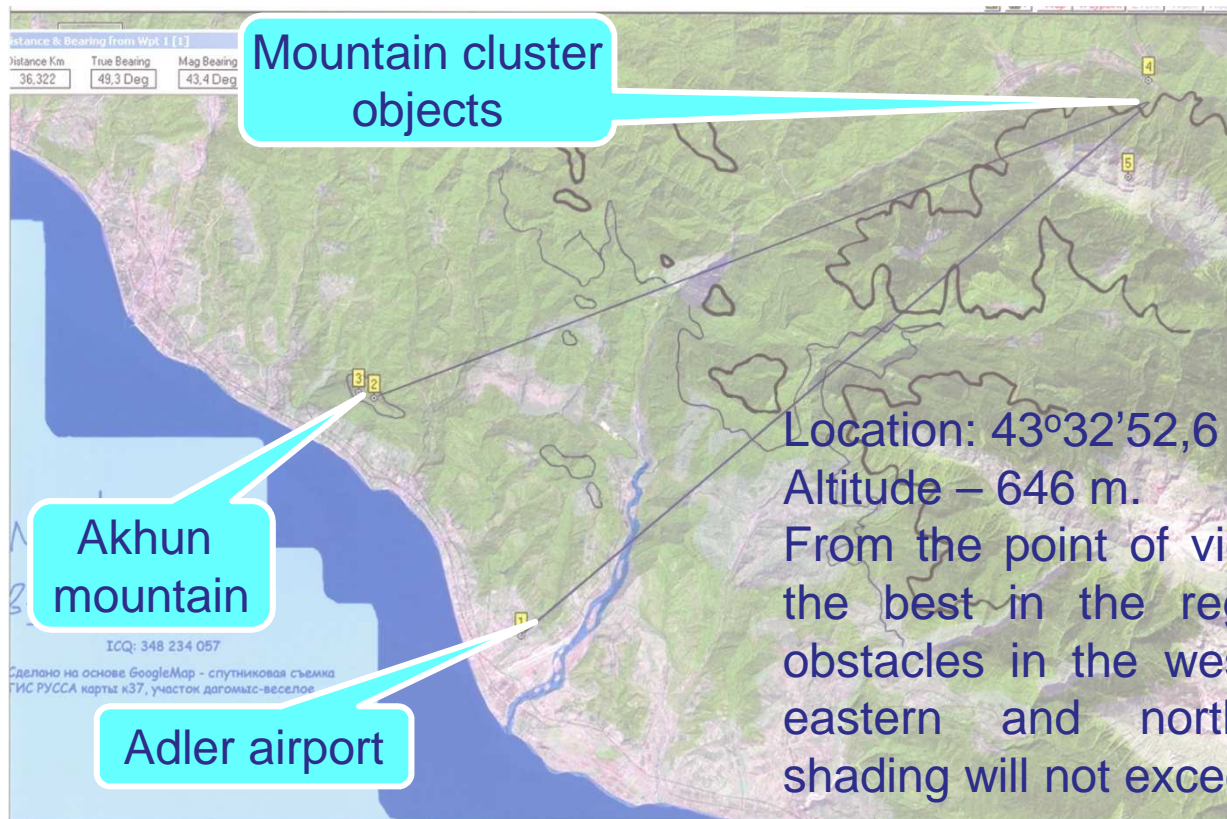 Distance & Bearing from Wpt 1 [1]
Distance Km True Bearing Mag Bearing
36,322 49,3 Deg 43,4 Deg
Mountain cluster
objects
4
5
3 2
Akhun
mountain
1
ICQ: 348 234 057
Сделано на основе GoogleMap - спутниковая съемка
ГИС РУССА карты к37, участок дагомыс-веселое
Adler airport
Location: 43о32’52,6
Altitude – 646 m.
From the point of vi
the best in the reg
obstacles in the wes
eastern and north
shading will not excee